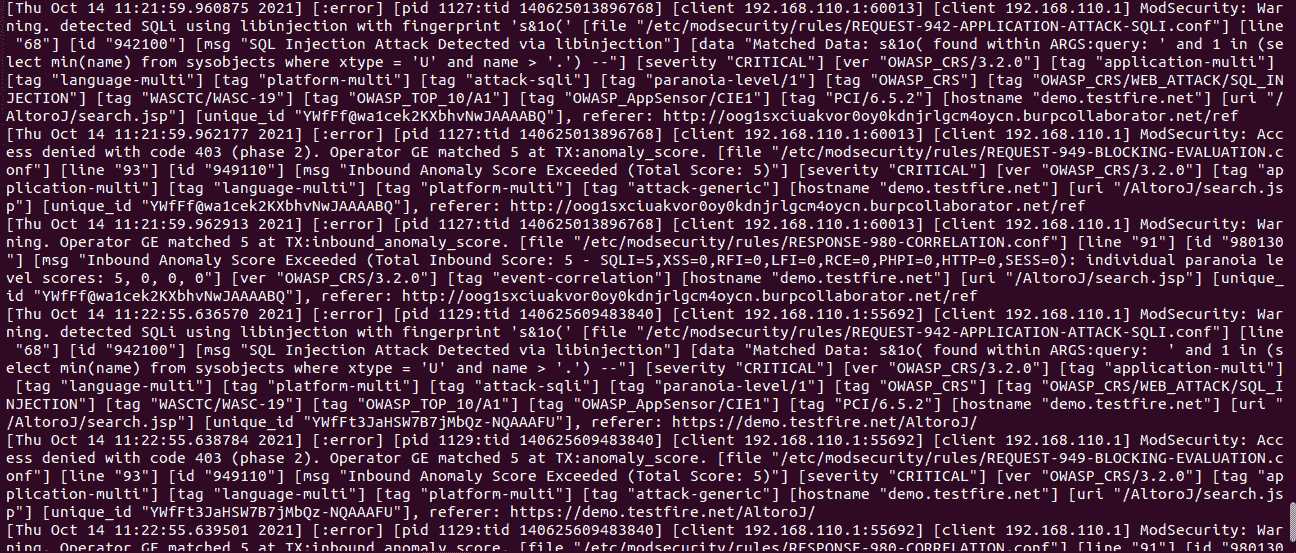 [Thu Oct 14 11:21:59.960875 2021] [:error] [pid 1127:tid 140625013896768] [client 192.168.110.1:60013] [client 192.168.110.1] ModSecurity: War
ning. detected SQLi using libinjection with fingerprint 's&1o(' [file "/etc/modsecurity/rules/REQUEST-942-APPLICATION-ATTACK-SQLI.conf"] [line
"68"] [id "942100"] [msg "SQL Injection Attack Detected via libinjection"] [data "Matched Data: s&1o( found within ARGS:query: ' and 1 in (se
lect min(name) from sysobjects where xtype = 'U' and name > '.') --"] [severity "CRITICAL"] [ver "OWASP_CRS/3.2.0"] [tag "application-multi"]
[tag "language-multi"] [tag "platform-multi"] [tag "attack-sqli"] [tag "paranoia-level/1"] [tag "OWASP_CRS"] [tag "OWASP_CRS/WEB_ATTACK/SQL_IN
JECTION"] [tag "WASCTC/WASC-19"] [tag "OWASP_TOP_10/A1"] [tag "OWASP_AppSensor/CIE1"] [tag "PCI/6.5.2"] [hostname "demo.testfire.net"] [uri "/
AltoroJ/search.jsp"] [unique_id "YWfFf@wa1cek2KXbhvNwJAAAABQ"], referer: http://oog1sxciuakvor0oy0kdnjrlgcm4oycn.burpcollaborator.net/ref
[Thu Oct 14 11:21:59.962177 2021] [:error] [pid 1127:tid 140625013896768] [client 192.168.110.1:60013] [client 192.168.110.1] ModSecurity: Acc
ess denied with code 403 (phase 2). Operator GE matched 5 at TX:anomaly_score. [file "/etc/modsecurity/rules/REQUEST-949-BLOCKING-EVALUATION.c
onf"] [line "93"] [id "949110"] [msg "Inbound Anomaly Score Exceeded (Total Score: 5)"] [severity "CRITICAL"] [ver "OWASP_CRS/3.2.0"] [tag "ap
plication-multi"] [tag "language-multi"] [tag "platform-multi"] [tag "attack-generic"] [hostname "demo.testfire.net"] [uri "/AltoroJ/search.js
p"] [unique_id "YWfFf@wa1cek2KXbhvNwJAAAABQ"], referer: http://oog1sxciuakvor0oy0kdnjrlgcm4oycn.burpcollaborator.net/ref
[Thu Oct 14 11:21:59.962913 2021] [:error] [pid 1127:tid 140625013896768] [client 192.168.110.1:60013] [client 192.168.110.1] ModSecurity: War
ning. Operator GE matched 5 at TX:inbound_anomaly_score. [file "/etc/modsecurity/rules/RESPONSE-980-CORRELATION.conf"] [line "91"] [id "980130
"] [msg "Inbound Anomaly Score Exceeded (Total Inbound Score: 5 - SQLI=5,XSS=0,RFI=0,LFI=0,RCE=0,PHPI=0,HTTP=0,SESS=0): individual paranoia le
vel scores: 5, 0, 0, 0"] [ver "OWASP_CRS/3.2.0"] [tag "event-correlation"] [hostname "demo.testfire.net"] [uri "/AltoroJ/search.jsp"] [unique_
id "YWfFf@wa1cek2KXbhvNwJAAAABQ"], referer: http://oog1sxciuakvor0oy0kdnjrlgcm4oycn.burpcollaborator.net/ref
[Thu Oct 14 11:22:55.636570 2021] [:error] [pid 1129:tid 140625609483840] [client 192.168.110.1:55692] [client 192.168.110.1] ModSecurity: War
ning. detected SQLi using libinjection with fingerprint 's&1o(' [file "/etc/modsecurity/rules/REQUEST-942-APPLICATION-ATTACK-SQLI.conf"] [line
"68"] [id "942100"] [msg "SQL Injection Attack Detected via libinjection"] [data "Matched Data: s&1o( found within ARGS:query:  ' and 1 in (s
elect min(name) from sysobjects where xtype = 'U' and name > '.') --"] [severity "CRITICAL"] [ver "OWASP_CRS/3.2.0"] [tag "application-multi"]
[tag "language-multi"] [tag "platform-multi"] [tag "attack-sqli"] [tag "paranoia-level/1"] [tag "OWASP_CRS"] [tag "OWASP_CRS/WEB_ATTACK/SQL_I
NJECTION"] [tag "WASCTC/WASC-19"] [tag "OWASP_TOP_10/A1"] [tag "OWASP_AppSensor/CIE1"] [tag "PCI/6.5.2"] [hostname "demo.testfire.net"] [uri "
/AltoroJ/search.jsp"] [unique_id "YWfFt3JaHSW7B7jMbQz-NQAAAFU"], referer: https://demo.testfire.net/AltoroJ/
[Thu Oct 14 11:22:55.638784 2021] [:error] [pid 1129:tid 140625609483840] [client 192.168.110.1:55692] [client 192.168.110.1] ModSecurity: Acc
ess denied with code 403 (phase 2). Operator GE matched 5 at TX:anomaly_score. [file "/etc/modsecurity/rules/REQUEST-949-BLOCKING-EVALUATION.c
onf"] [line "93"] [id "949110"] [msg "Inbound Anomaly Score Exceeded (Total Score: 5)"] [severity "CRITICAL"] [ver "OWASP_CRS/3.2.0"] [tag "ap
plication-multi"] [tag "language-multi"] [tag "platform-multi"] [tag "attack-generic"] [hostname "demo.testfire.net"] [uri "/AltoroJ/search.js
p"] [unique_id "YWfFt3JaHSW7B7jMbQz-NQAAAFU"], referer: https://demo.testfire.net/AltoroJ/
[Thu Oct 14 11:22:55.639501 2021] [:error] [pid 1129:tid 140625609483840] [client 192.168.110.1:55692] [client 192.168.110.1] ModSecurity: War
ning. Operator GE matched 5 at TX:inbound_anomaly_score. [file "/etc/modsecurity/rules/RESPONSE-980-CORRELATION.conf"] [line "91"] [id "980130